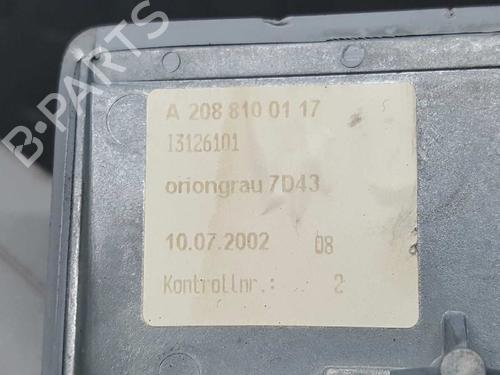 B-PARTS
A 208 810 01 17
13126101
oriongrau 7D43
10.07.2002 08
Kontrollnr.: 2